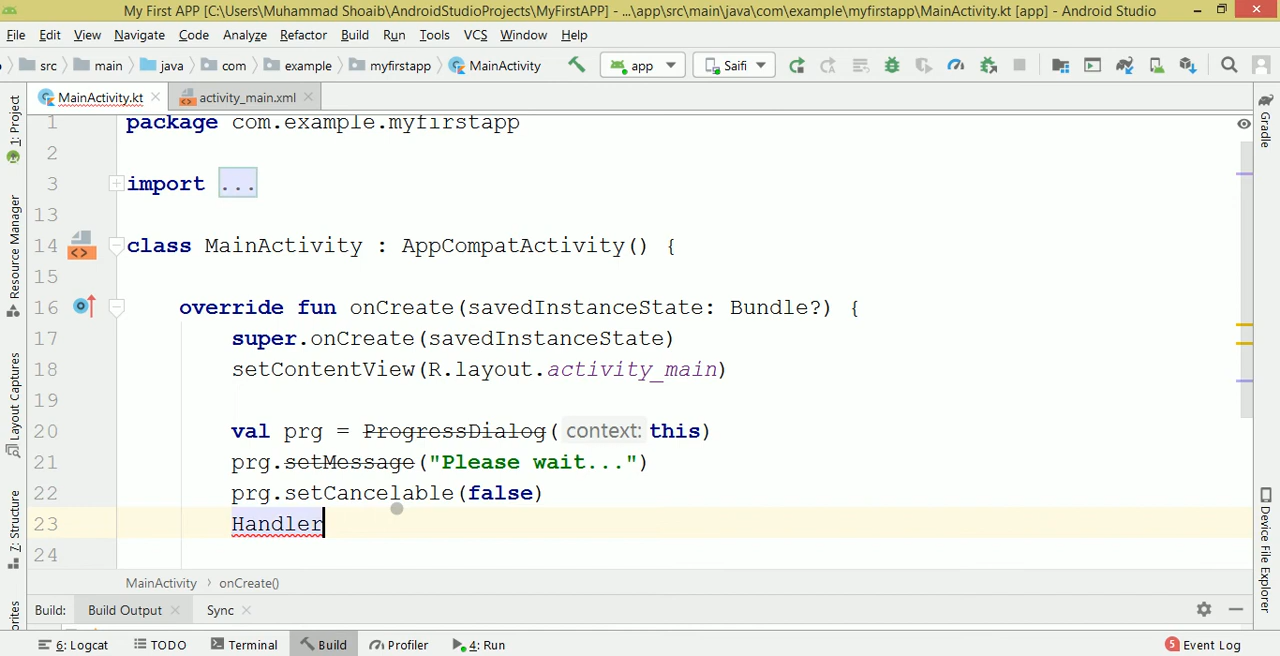 My First APP [C:\Users\Muhammad Shoaib\AndroidStudioProjects\MyFirstAPP] - ...\app\src\main\java\com\example\myfirstapp\MainActivity.kt [app] - Android Studio
File Edit View Navigate Code Analyze Refactor Build Run Tools VCS Window Help
src main java com example myfirstapp MainActivity app Saifi
MainActivity.kt activity_main.xml
1: Project
Resource Manager
Layout Captures
7: Structure
Gradle
Device File Explorer
1 package com.example.myfirstapp
2
3 import ...
13
14 class MainActivity : AppCompatActivity() {
15
16 override fun onCreate(savedInstanceState: Bundle?) {
17 super.onCreate(savedInstanceState)
18 setContentView(R.layout.activity_main)
19
20 val prg = ProgressDialog( context: this)
21 prg.setMessage("Please wait...")
22 prg.setCancelable(false)
23 Handler
24
MainActivity › onCreate()
Build: Build Output Sync
6: Logcat TODO Terminal Build Profiler 4: Run 5 Event Log